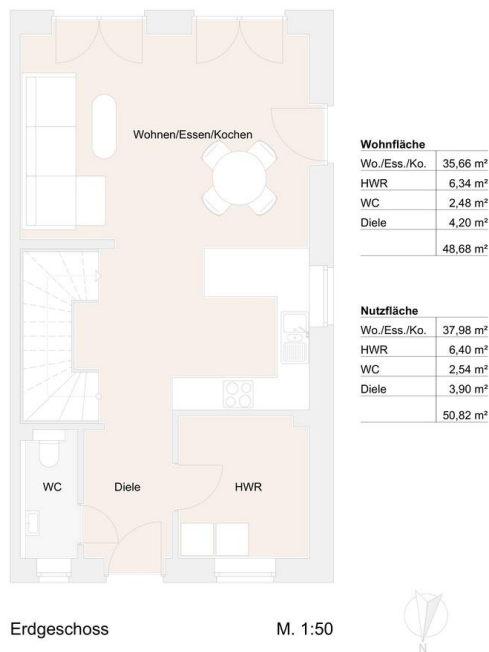 Wohnen/Essen/Kochen
Wohnfläche
Wo./Ess./Ko. 35,66 m²
HWR 6,34 m²
WC 2,48 m²
Diele 4,20 m²
48,68 m²
Nutzfläche
Wo./Ess./Ko. 37,98 m²
HWR 6,40 m²
WC 2,54 m²
Diele 3,90 m²
50,82 m²
WC Diele HWR
Erdgeschoss M. 1:50
N